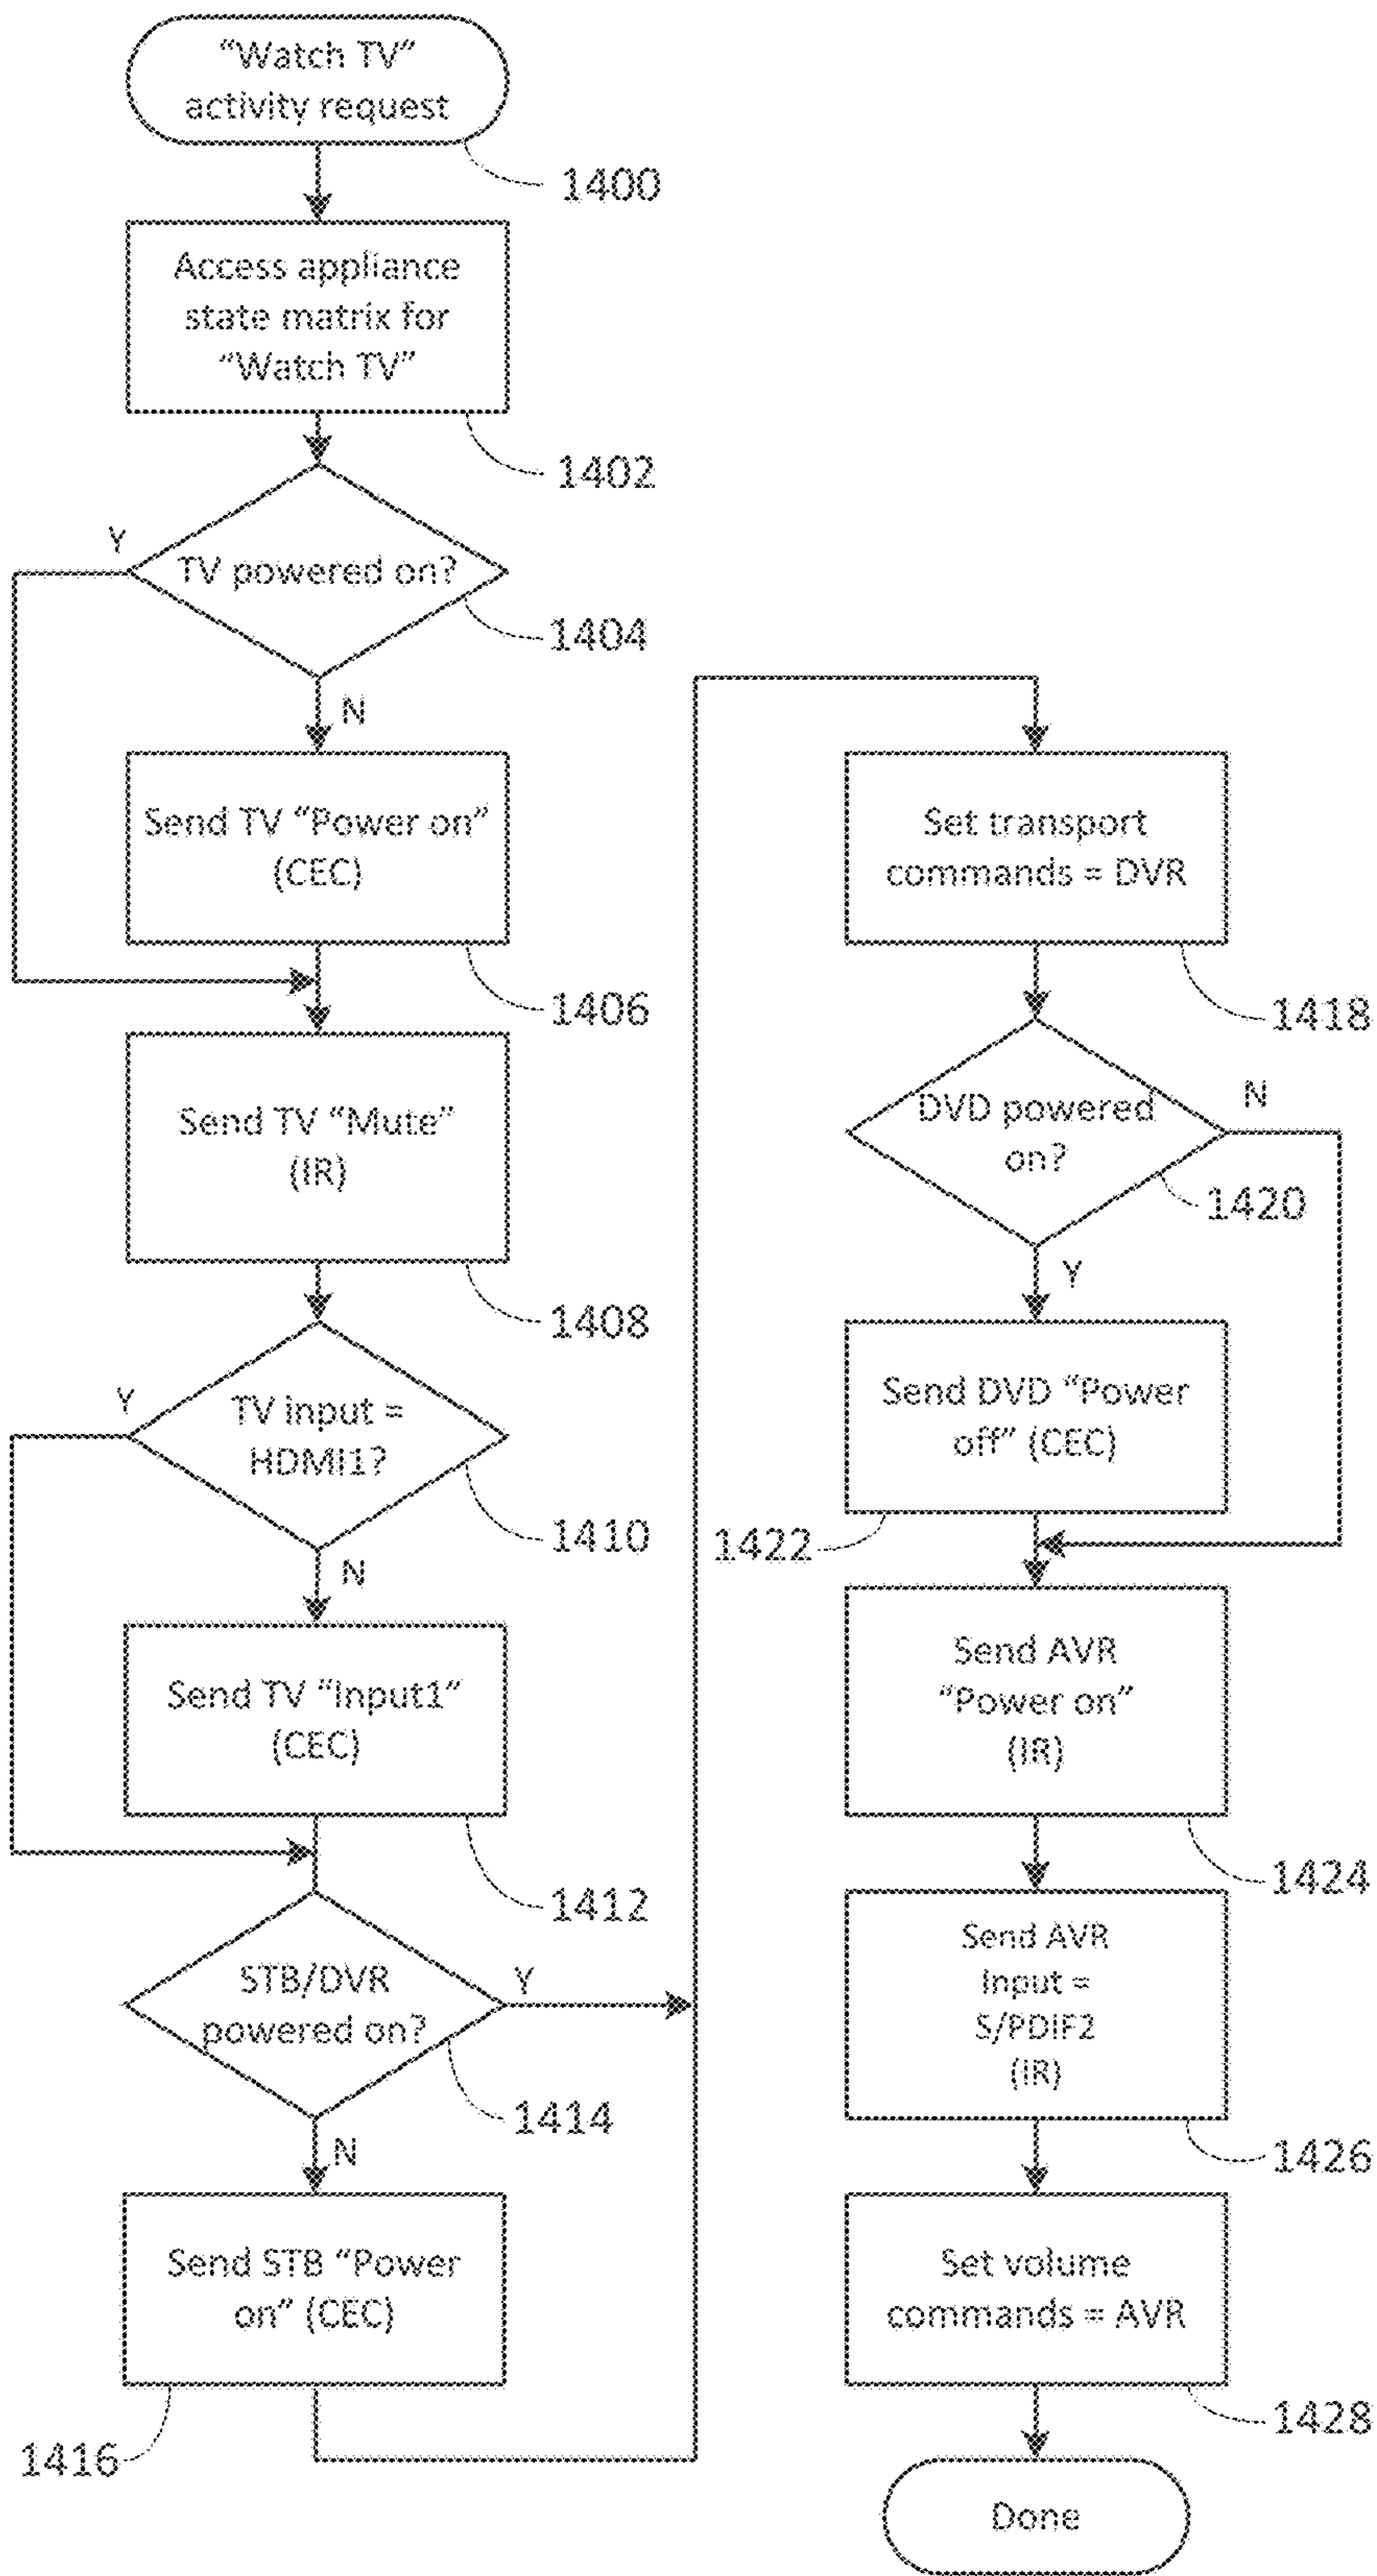 “Watch TV”
activity request
1400
Access appliance
state matrix for
“Watch TV”
1402
TV powered on?
Y
1404
N
Send TV “Power on”
(CEC)
1406
Send TV “Mute”
(IR)
1408
TV input =
HDMI1?
Y
1410
N
Send TV “Input1”
(CEC)
1412
STB/DVR
powered on?
Y
1414
N
Send STB “Power
on” (CEC)
1416
Set transport
commands = DVR
1418
DVD powered
on?
N
1420
Y
Send DVD “Power
off” (CEC)
1422
Send AVR
“Power on”
(IR)
1424
Send AVR
Input =
S/PDIF2
(IR)
1426
Set volume
commands = AVR
1428
Done